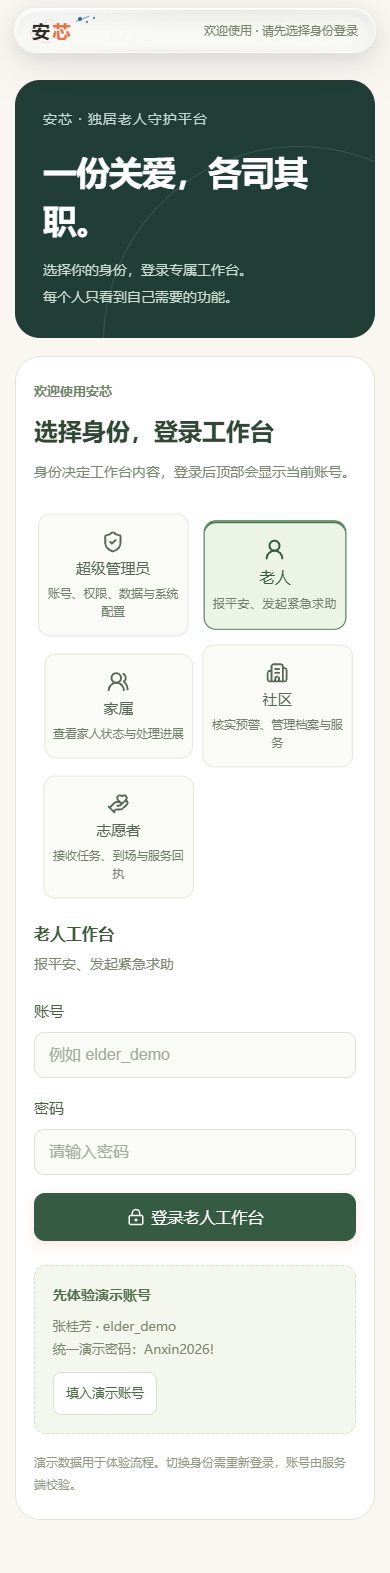 安芯
欢迎使用 · 请先选择身份登录
安芯 · 独居老人守护平台
一份关爱，各司其
职。
选择你的身份，登录专属工作台。
每个人只看到自己需要的功能。
欢迎使用安芯
选择身份，登录工作台
身份决定工作台内容，登录后顶部会显示当前账号。
超级管理员
账号、权限、数据与系统
配置
老人
报平安、发起紧急求助
家属
查看家人状态与处理进展
社区
核实预警、管理档案与服
务
志愿者
接收任务、到场与服务回
执
老人工作台
报平安、发起紧急求助
账号
例如 elder_demo
密码
请输入密码
登录老人工作台
先体验演示账号
张桂芳 · elder_demo
统一演示密码：Anxin2026!
填入演示账号
演示数据用于体验流程。切换身份需重新登录，账号由服务
端校验。